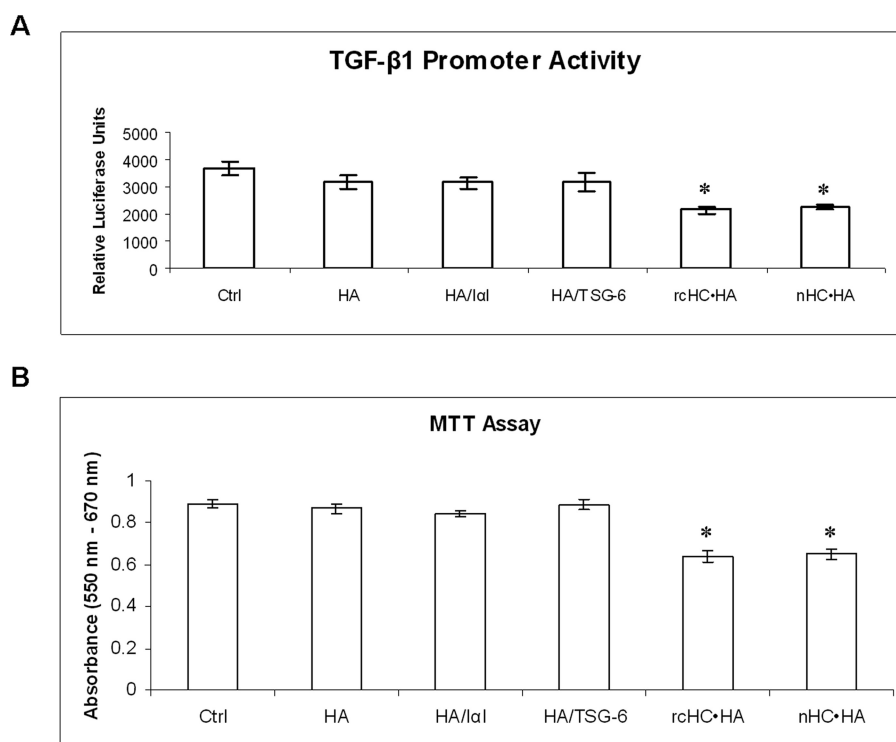 A
TGF-β1 Promoter Activity
Relative Luciferase Units
5000
4000
3000
2000
1000
0
* *
Ctrl HA HA/IαI HA/TSG-6 rcHC•HA nHC•HA
B
MTT Assay
Absorbance (550 nm - 670 nm)
1
0.8
0.6
0.4
0.2
0
* *
Ctrl HA HA/IαI HA/TSG-6 rcHC•HA nHC•HA